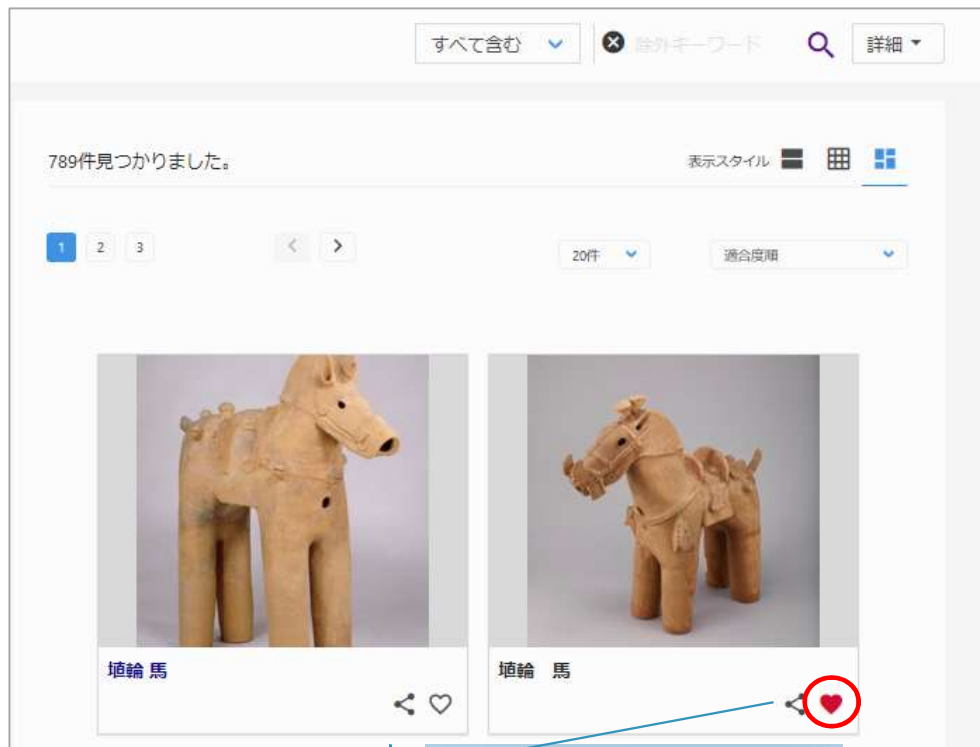 すべて含む
除外キーワード
詳細
789件見つかりました。
表示スタイル
1 2 3
20件
適合度順
埴輪 馬
埴輪　馬